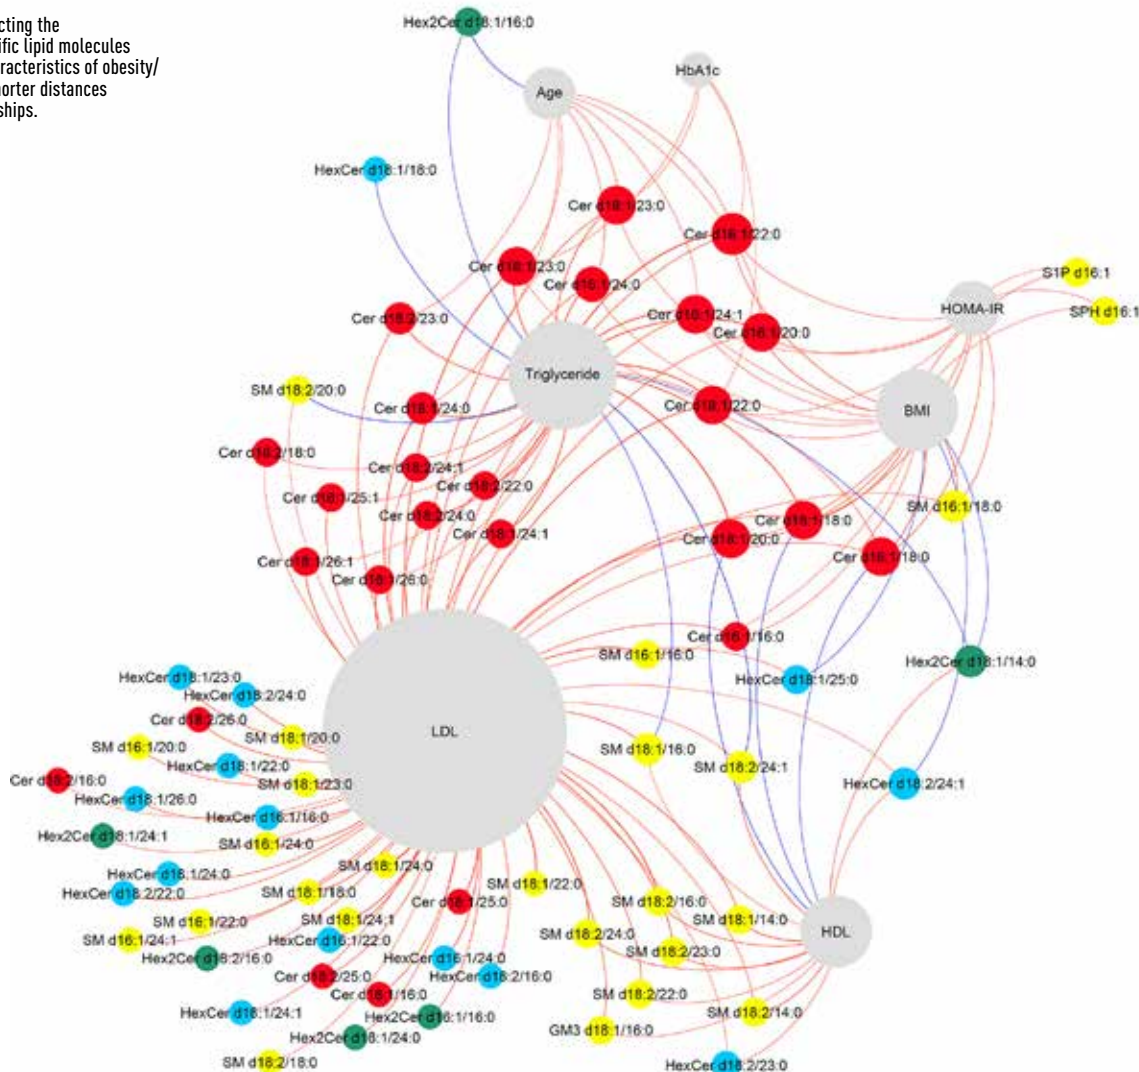 cting the
ific lipid molecules
aracteristics of obesity/
orter distances
ships.
Hex2Cer d18:1/16:0
HbA1c
Age
HexCer d18:1/18:0
Cer d18:1/23:0
Cer d16:1/22:0
Cer d16:1/23:0
Cer d16:1/24:0
S1P d16:1
HOMA-IR
SPH d16:1
Cer d18:2/23:0
Cer d16:1/24:1
Cer d16:1/20:0
Triglyceride
SM d18:2/20:0
Cer d18:1/24:0
Cer d18:1/22:0
BMI
Cer d18:2/18:0
Cer d18:2/24:1
Cer d18:2/22:0
Cer d18:1/25:1
SM d16:1/18:0
Cer d18:2/24:0
Cer d18:1/18:0
Cer d18:1/24:1
Cer d18:1/20:0
Cer d16:1/18:0
Cer d18:1/26:1
Cer d18:1/26:0
Cer d16:1/16:0
SM d16:1/16:0
Hex2Cer d18:1/14:0
HexCer d18:1/23:0
HexCer d18:1/25:0
HexCer d18:2/24:0
Cer d18:2/26:0
LDL
SM d18:1/20:0
SM d16:1/20:0
SM d18:1/16:0
HexCer d18:1/22:0
SM d18:2/24:1
Cer d18:2/16:0
SM d18:1/23:0
HexCer d18:2/24:1
HexCer d18:1/26:0
HexCer d16:1/16:0
Hex2Cer d18:1/24:1
SM d16:1/24:0
SM d18:1/24:0
HexCer d18:1/24:0
HexCer d18:2/22:0
SM d18:1/18:0
SM d18:1/22:0
Cer d18:1/25:0
SM d18:2/16:0
SM d16:1/22:0
SM d18:1/24:1
SM d18:1/14:0
HDL
SM d18:2/24:0
SM d16:1/24:1
HexCer d16:1/22:0
SM d18:2/23:0
Hex2Cer d18:2/16:0
HexCer d16:1/24:0
Cer d18:2/25:0
HexCer d18:2/16:0
Cer d18:1/16:0
SM d18:2/22:0
HexCer d16:1/24:1
Hex2Cer d16:1/16:0
SM d18:2/14:0
GM3 d18:1/16:0
Hex2Cer d18:1/24:0
SM d18:2/18:0
HexCer d18:2/23:0